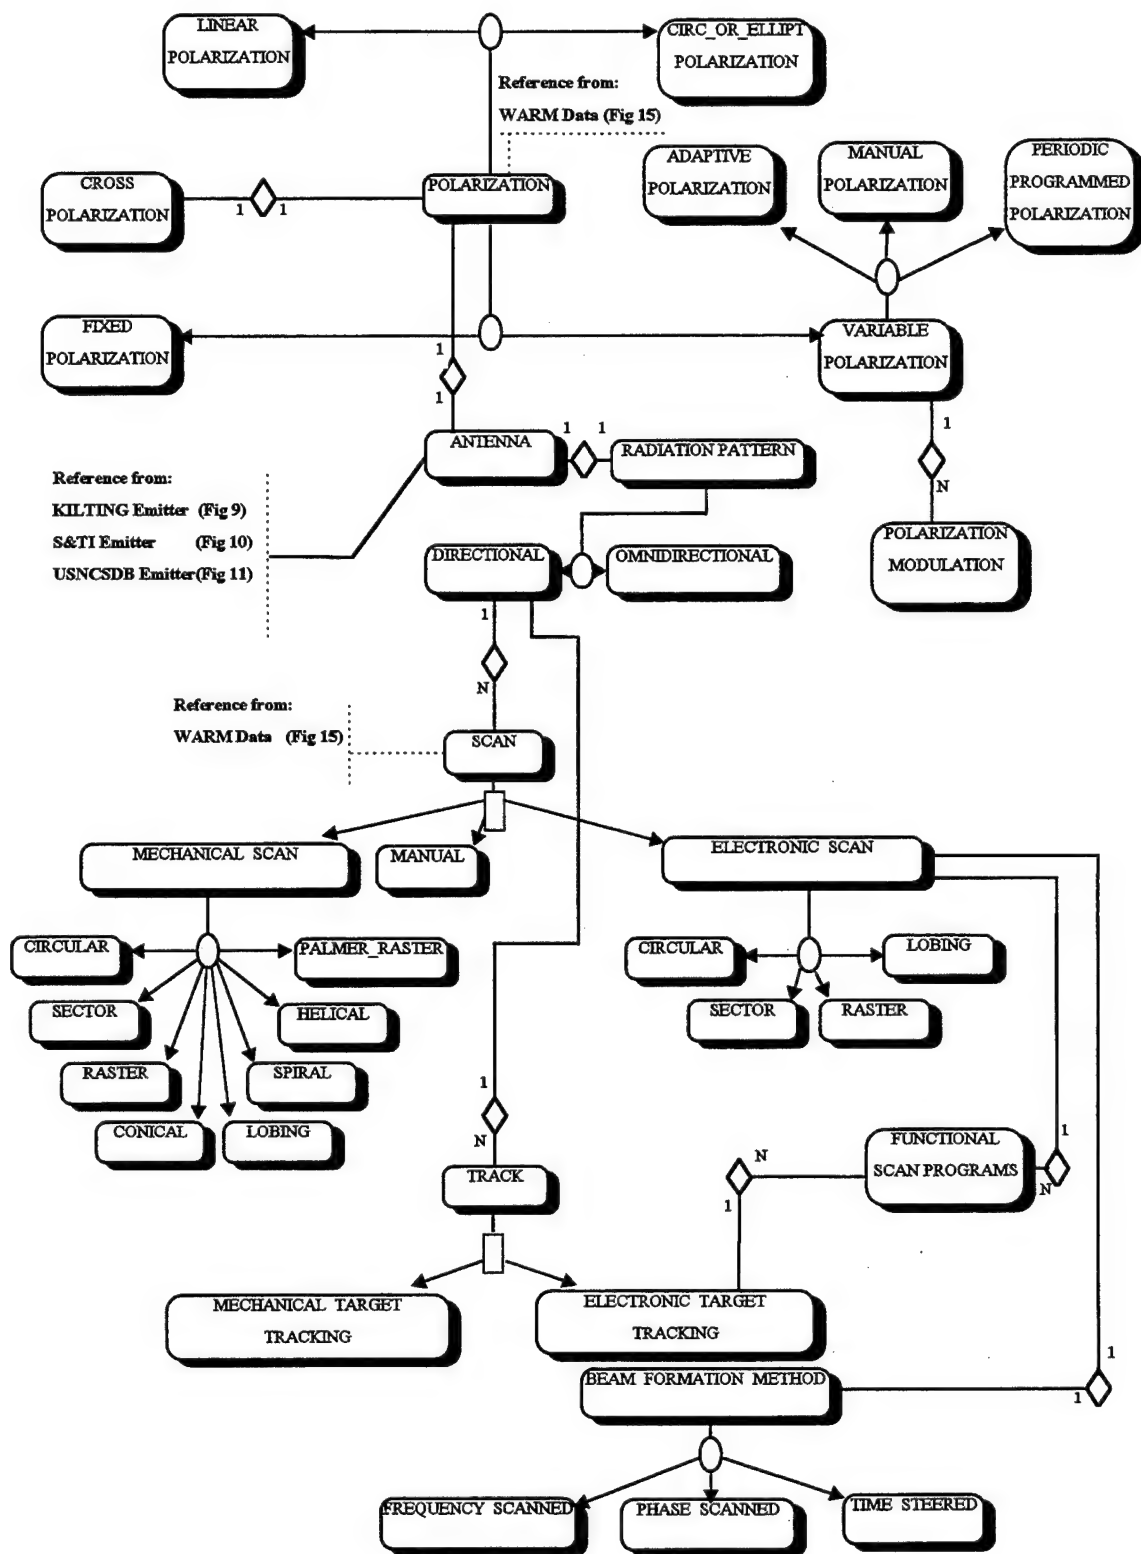 LINEAR
POLARIZATION
CIRC_OR_ELLIPT
POLARIZATION
Reference from:
WARM Data (Fig 15)
CROSS
POLARIZATION
1
1
POLARIZATION
ADAPTIVE
POLARIZATION
MANUAL
POLARIZATION
PERIODIC
PROGRAMMED
POLARIZATION
FIXED
POLARIZATION
VARIABLE
POLARIZATION
1
1
1
N
POLARIZATION
MODULATION
ANTENNA
1
1
RADIATION PATTERN
Reference from:
KILTING Emitter (Fig 9)
S&TI Emitter (Fig 10)
USNCSDB Emitter(Fig 11)
DIRECTIONAL
OMNIDIRECTIONAL
1
N
Reference from:
WARM Data (Fig 15)
SCAN
MECHANICAL SCAN
MANUAL
ELECTRONIC SCAN
CIRCULAR
PALMER_RASTER
SECTOR
HELICAL
RASTER
SPIRAL
CONICAL
LOBING
CIRCULAR
LOBING
SECTOR
RASTER
1
N
TRACK
FUNCTIONAL
SCAN PROGRAMS
N
1
1
N
MECHANICAL TARGET
TRACKING
ELECTRONIC TARGET
TRACKING
BEAM FORMATION METHOD
1
1
FREQUENCY SCANNED
PHASE SCANNED
TIME STEERED